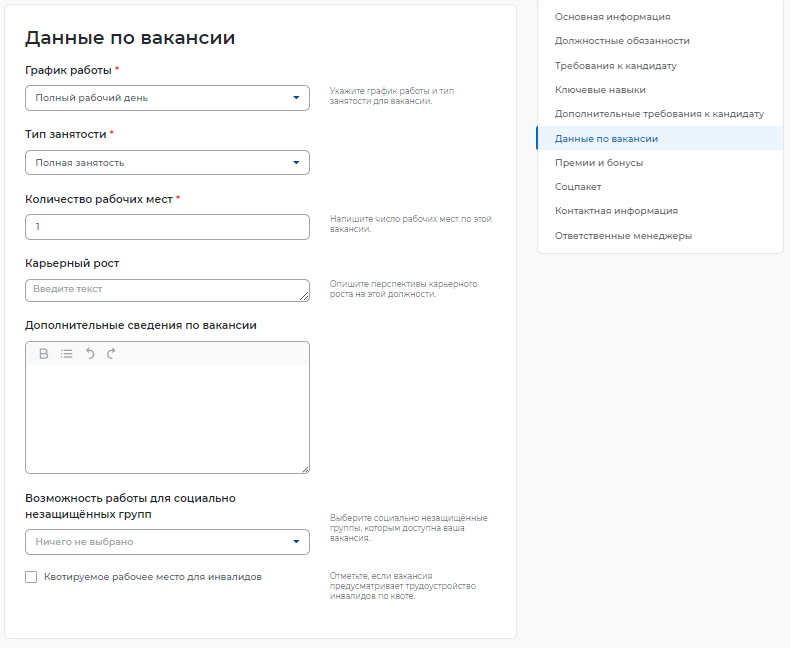 Данные по вакансии
График работы *
Полный рабочий день
Укажите график работы и тип
занятости для вакансии.
Тип занятости *
Полная занятость
Количество рабочих мест *
1
Напишите число рабочих мест по этой
вакансии.
Карьерный рост
Введите текст
Опишите перспективы карьерного
роста на этой должности.
Дополнительные сведения по вакансии
B
Возможность работы для социально
незащищённых групп
Ничего не выбрано
Выберите социально незащищённые
группы, которым доступна ваша
вакансия.
Квотируемое рабочее место для инвалидов
Отметьте, если вакансия
предусматривает трудоустройство
инвалидов по квоте.
Основная информация
Должностные обязанности
Требования к кандидату
Ключевые навыки
Дополнительные требования к кандидату
Данные по вакансии
Премии и бонусы
Соцпакет
Контактная информация
Ответственные менеджеры